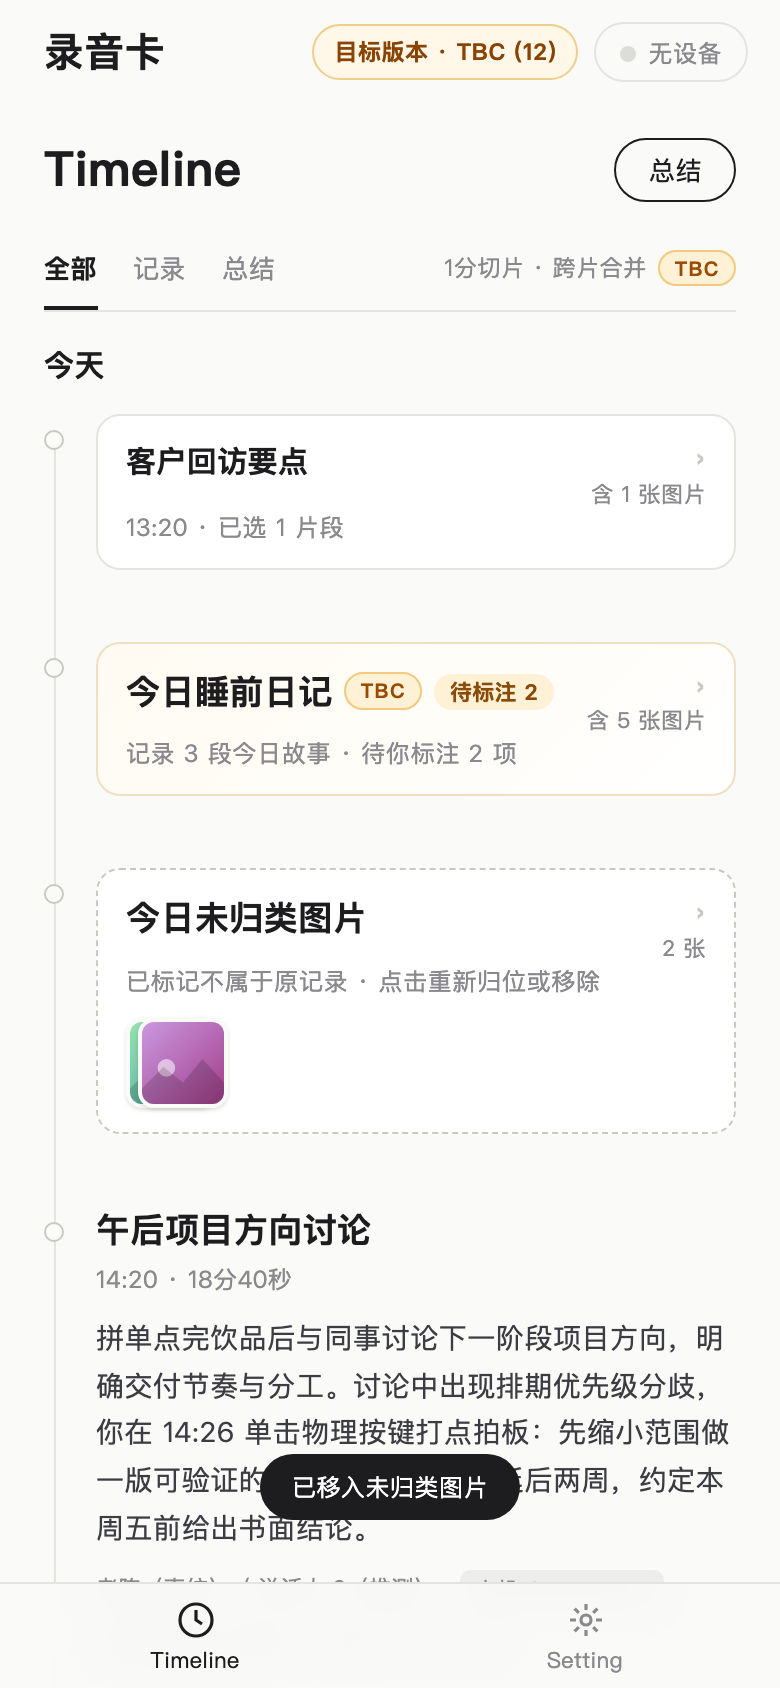 录音卡
目标版本 · TBC (12)
无设备
Timeline
总结
全部
记录
总结
1分切片 · 跨片合并
TBC
今天
客户回访要点
›
含 1 张图片
13:20 · 已选 1 片段
今日睡前日记
TBC
待标注 2
›
含 5 张图片
记录 3 段今日故事 · 待你标注 2 项
今日未归类图片
›
2 张
已标记不属于原记录 · 点击重新归位或移除
午后项目方向讨论
14:20 · 18分40秒
拼单点完饮品后与同事讨论下一阶段项目方向，明
确交付节奏与分工。讨论中出现排期优先级分歧，
你在 14:26 单击物理按键打点拍板：先缩小范围做
一版可验证的
后两周，约定本
已移入未归类图片
周五前给出书面结论。
Timeline
Setting